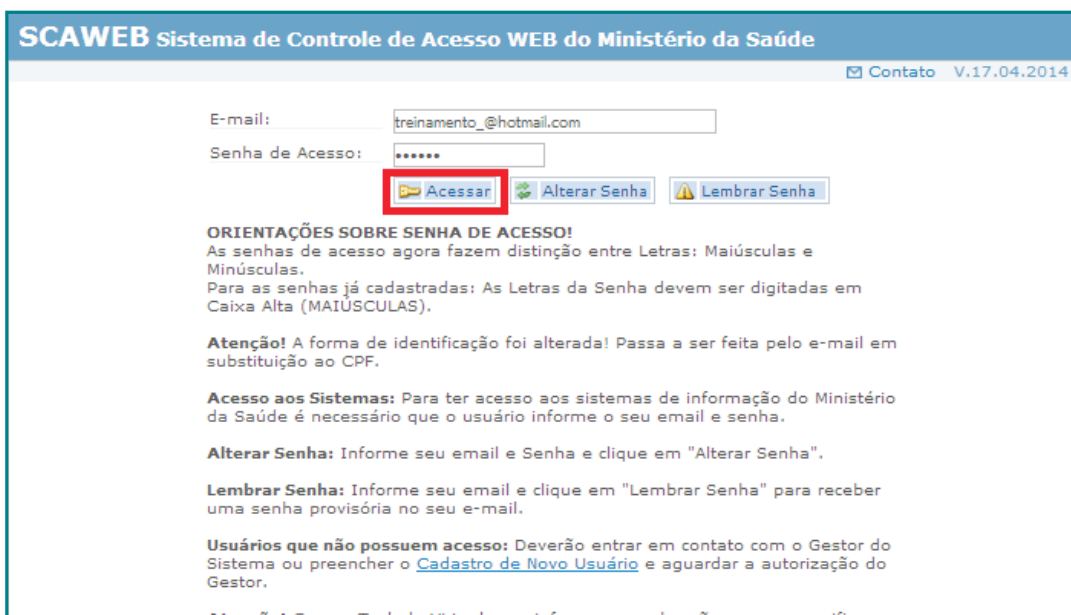 SCAWEB Sistema de Controle de Acesso WEB do Ministério da Saúde
Contato V.17.04.2014
E-mail: treinamento_@hotmail.com
Senha de Acesso: ••••••
Acessar Alterar Senha Lembrar Senha
ORIENTAÇÕES SOBRE SENHA DE ACESSO!
As senhas de acesso agora fazem distinção entre Letras: Maiúsculas e
Minúsculas.
Para as senhas já cadastradas: As Letras da Senha devem ser digitadas em
Caixa Alta (MAIÚSCULAS).
Atenção! A forma de identificação foi alterada! Passa a ser feita pelo e-mail em
substituição ao CPF.
Acesso aos Sistemas: Para ter acesso aos sistemas de informação do Ministério
da Saúde é necessário que o usuário informe o seu email e senha.
Alterar Senha: Informe seu email e Senha e clique em "Alterar Senha".
Lembrar Senha: Informe seu email e clique em "Lembrar Senha" para receber
uma senha provisória no seu e-mail.
Usuários que não possuem acesso: Deverão entrar em contato com o Gestor do
Sistema ou preencher o Cadastro de Novo Usuário e aguardar a autorização do
Gestor.